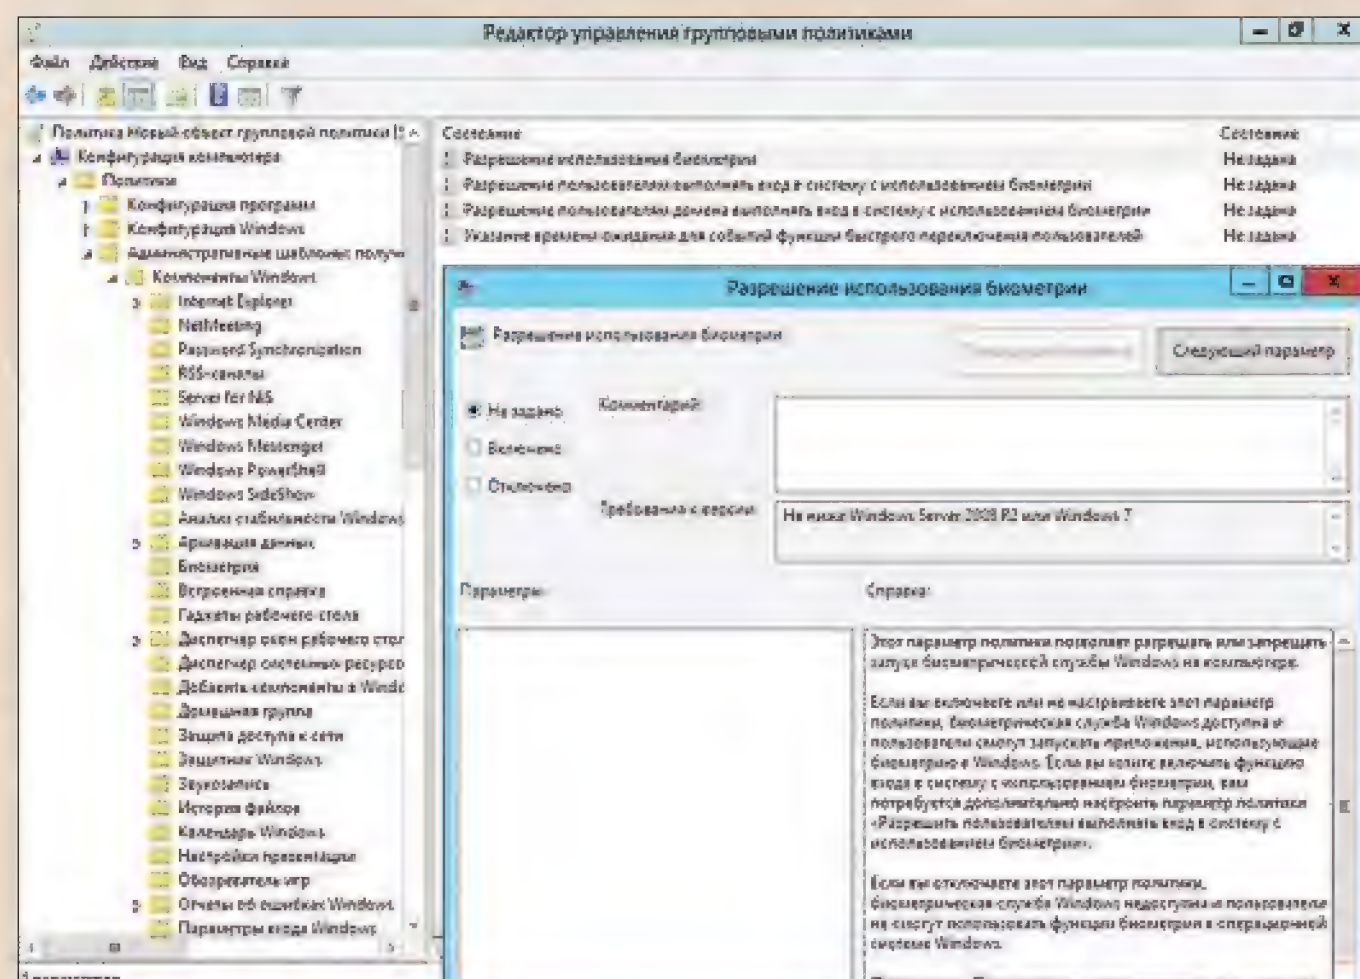 Редактор управления групповыми политиками
Файл Действие Вид Справка
Политика Новый объект групповой политики
Конфигурация компьютера
Политики
Конфигурация программ
Конфигурация Windows
Административные шаблоны: получе
Компоненты Windows
Internet Explorer
NetMeeting
Password Synchronization
RSS-каналы
Server for NIS
Windows Media Center
Windows Messenger
Windows PowerShell
Windows SideShow
Анализ стабильности Windows
Архивация данных
Биометрия
Встроенная справка
Гаджеты рабочего стола
Диспетчер окон рабочего стол
Диспетчер системных ресурсо
Добавить компоненты в Windo
Домашняя группа
Защита доступа к сети
Защитник Windows
Звукозапись
История файлов
Календарь Windows
Настройки презентации
Обозреватель игр
Отчеты об ошибках Windows
Параметры входа Windows
Состояние Состояние
Разрешение использования биометрии Не задана
Разрешение пользователям выполнять вход в систему с использованием биометрии Не задана
Разрешение пользователям домена выполнять вход в систему с использованием биометрии Не задана
Указание времени ожидания для событий функции быстрого переключения пользователей Не задана
Разрешение использования биометрии
Разрешение использования биометрии
Следующий параметр
Не задано
Включено
Отключено
Комментарий:
Требования к версии:
Не ниже Windows Server 2008 R2 или Windows 7
Параметры:
Справка:
Этот параметр политики позволяет разрешать или запрещать
запуск биометрической службы Windows на компьютере.
Если вы включаете или не настраиваете этот параметр
политики, биометрическая служба Windows доступна и
пользователи смогут запускать приложения, использующие
биометрию в Windows. Если вы хотите включить функцию
входа в систему с использованием биометрии, вам
потребуется дополнительно настроить параметр политики
«Разрешить пользователям выполнять вход в систему с
использованием биометрии».
Если вы отключаете этот параметр политики,
биометрическая служба Windows недоступна и пользователи
не смогут использовать функции биометрии в операционной
системе Windows.